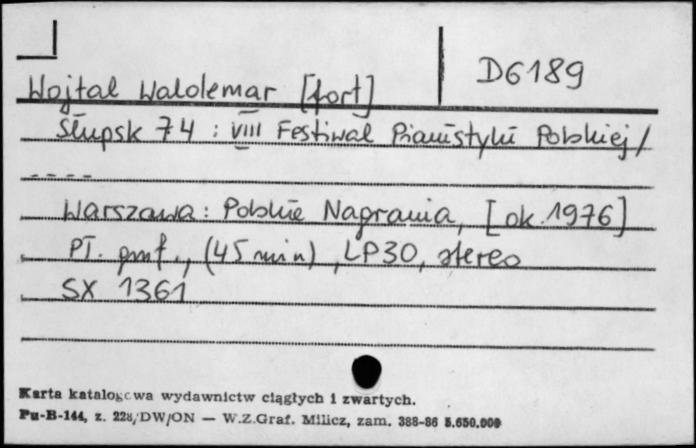 D6189
Wojtal Waldemar [fort]
Słupsk 74 : VIII Festiwal Pianistyki Polskiej /
----
Warszawa : Polskie Nagrania, [ok. 1976]
Pł. gmf., (45 min), LP30, stereo
SX 1361
Karta katalogowa wydawnictw ciągłych i zwartych.
Pu-B-144, z. 228/DW/ON — W.Z.Graf. Milicz, zam. 388-86 5.650.000